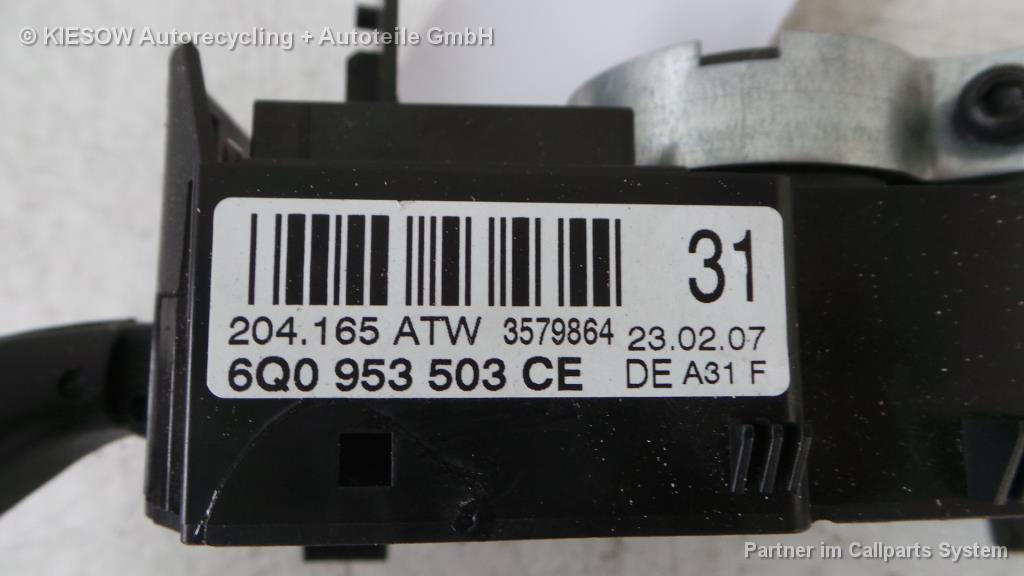 © KIESOW Autorecycling + Autoteile GmbH
31
204.165 ATW 3579864 23.02.07
6Q0 953 503 CE DE A31 F
Partner im Callparts System